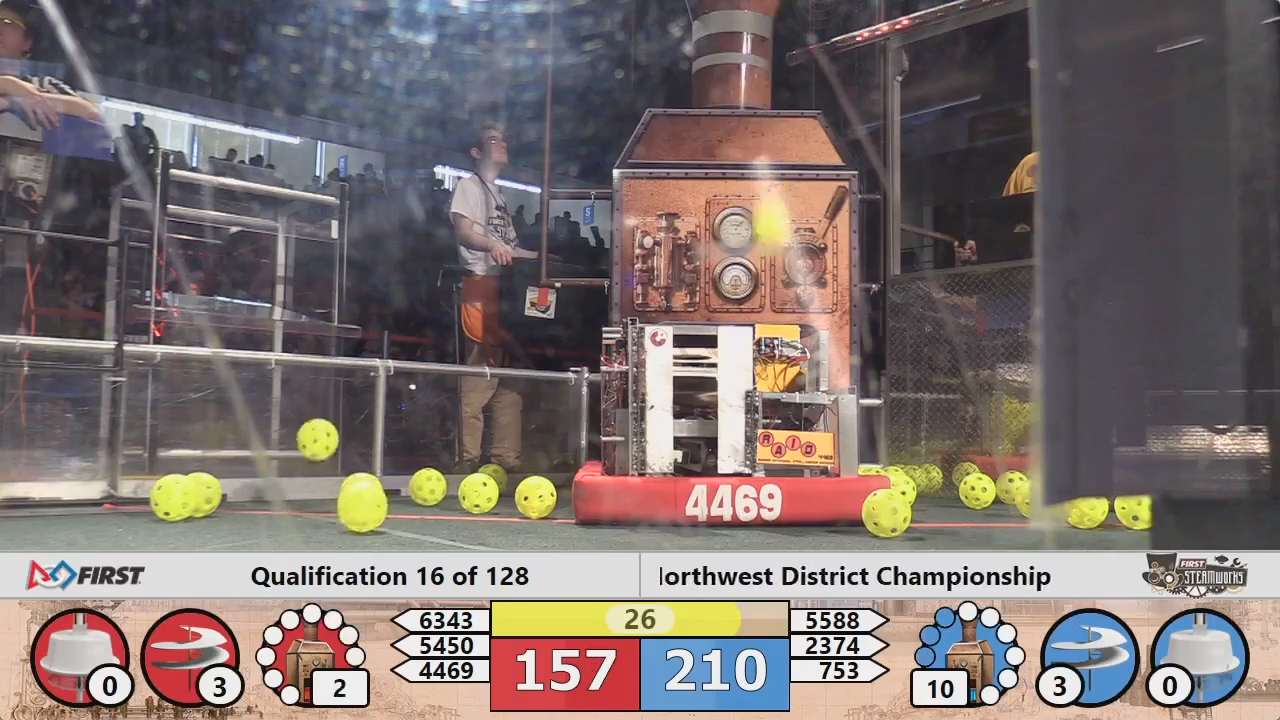 RAID
4469
FIRST
Qualification 16 of 128
lorthwest District Championship
FIRST
STEAMWORKS
6343
26
5588
5450
157
210
2374
4469
753
0
3
2
10
3
0